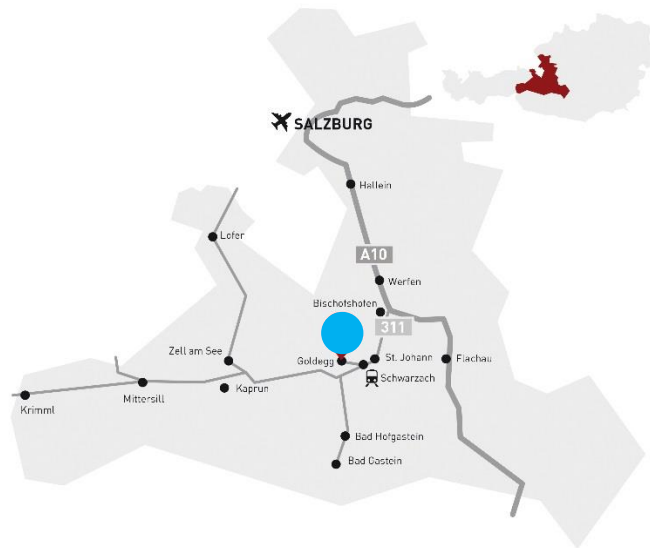 SALZBURG
Hallein
Lofer
A10
Werfen
Bischofshofen
311
Zell am See
Goldegg
St. Johann
Flachau
Schwarzach
Kaprun
Mittersill
Krimml
Bad Hofgastein
Bad Gastein